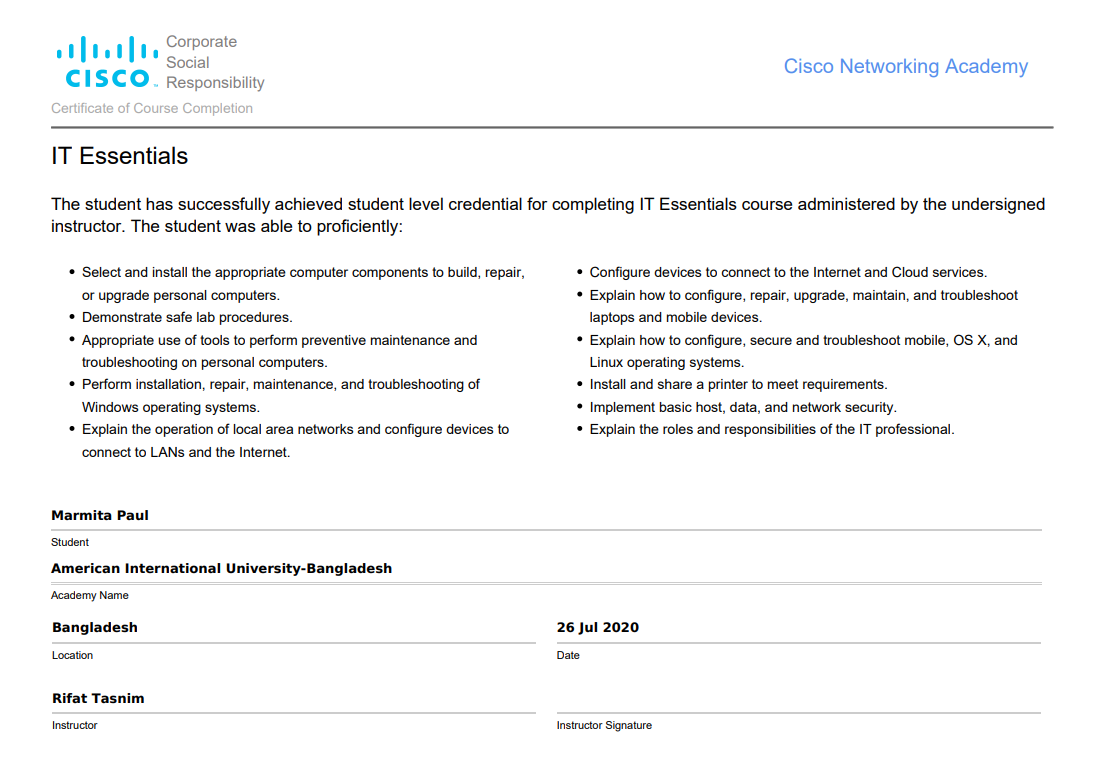 Corporate
Social
Responsibility
CISCO™
Cisco Networking Academy
Certificate of Course Completion
IT Essentials
The student has successfully achieved student level credential for completing IT Essentials course administered by the undersigned
instructor. The student was able to proficiently:
• Select and install the appropriate computer components to build, repair,
or upgrade personal computers.
• Demonstrate safe lab procedures.
• Appropriate use of tools to perform preventive maintenance and
troubleshooting on personal computers.
• Perform installation, repair, maintenance, and troubleshooting of
Windows operating systems.
• Explain the operation of local area networks and configure devices to
connect to LANs and the Internet.
• Configure devices to connect to the Internet and Cloud services.
• Explain how to configure, repair, upgrade, maintain, and troubleshoot
laptops and mobile devices.
• Explain how to configure, secure and troubleshoot mobile, OS X, and
Linux operating systems.
• Install and share a printer to meet requirements.
• Implement basic host, data, and network security.
• Explain the roles and responsibilities of the IT professional.
Marmita Paul
Student
American International University-Bangladesh
Academy Name
Bangladesh
Location
26 Jul 2020
Date
Rifat Tasnim
Instructor
Instructor Signature